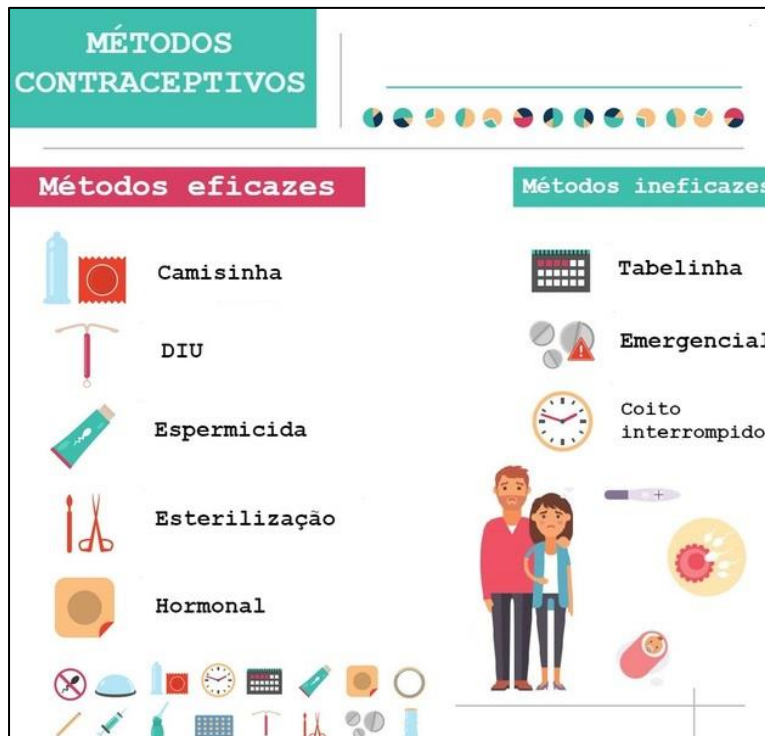 MÉTODOS
CONTRACEPTIVOS
Métodos eficazes
Camisinha
DIU
Espermicida
Esterilização
Hormonal
Métodos ineficazes
Tabelinha
Emergencial
Coito
interrompido